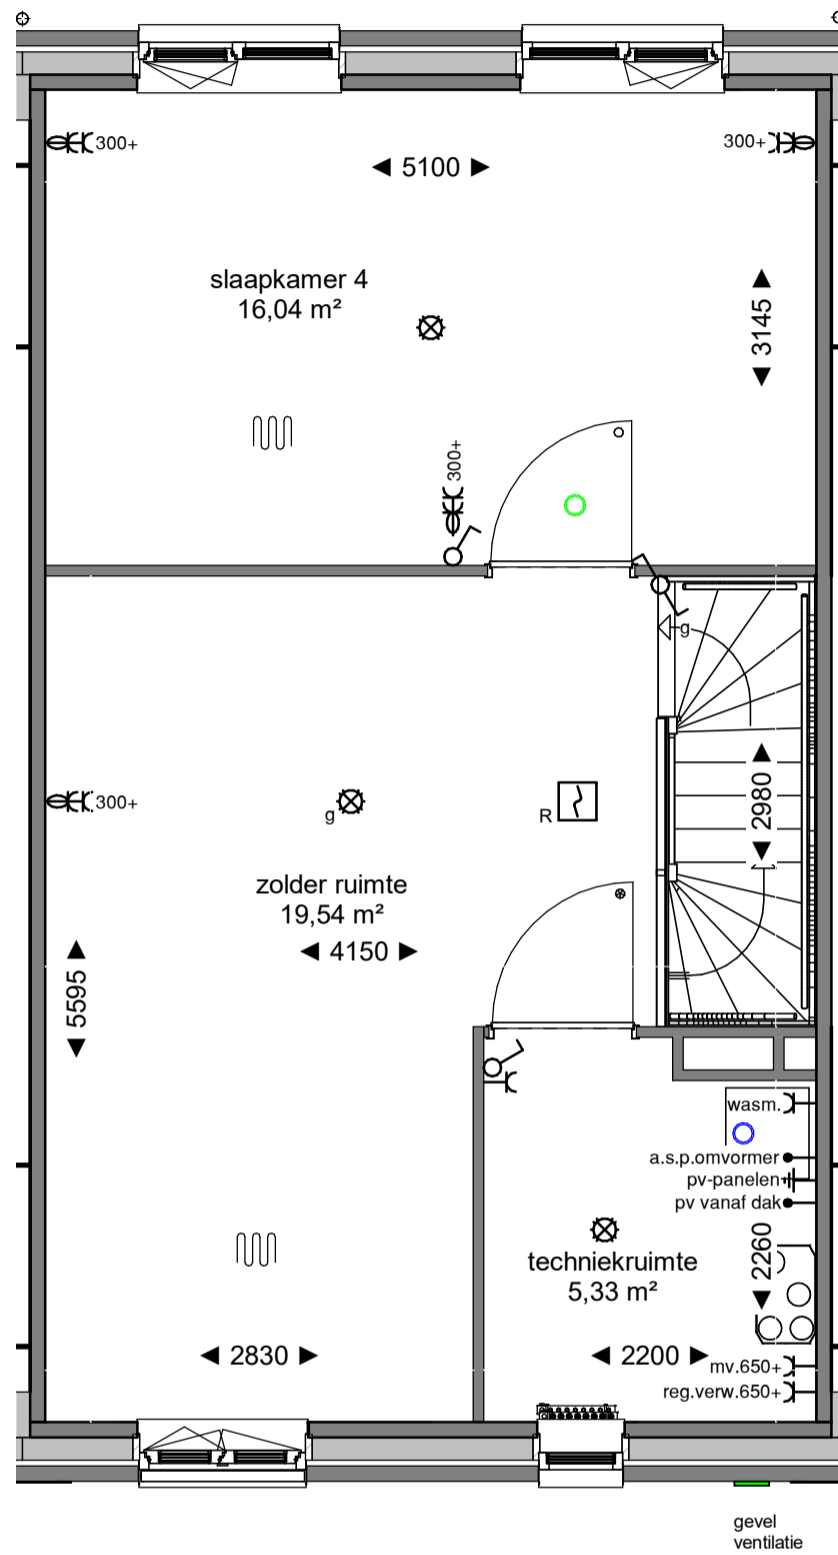 300+
300+
5100
slaapkamer 4
16,04 m²
3145
300+
g
300+
g
R
2980
zolder ruimte
19,54 m²
4150
5595
wasm.
a.s.p.omvormer
pv-panelen
pv vanaf dak
techniekruimte
5,33 m²
2260
2830
2200
mv.650+
reg.verw.650+
gevel
ventilatie